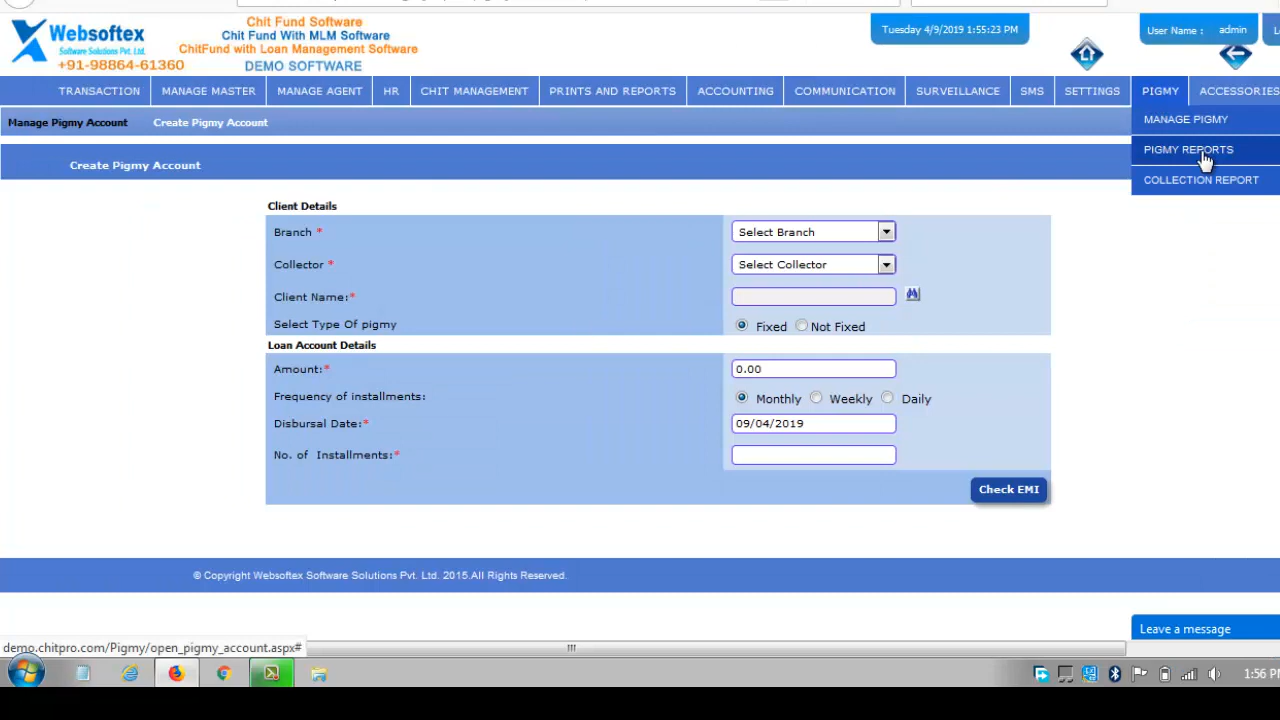 Websoftex
Software Solutions Pvt. Ltd.
+91-98864-61360
Chit Fund Software
Chit Fund With MLM Software
ChitFund with Loan Management Software
DEMO SOFTWARE
Tuesday 4/9/2019 1:55:23 PM
User Name : admin
TRANSACTION MANAGE MASTER MANAGE AGENT HR CHIT MANAGEMENT PRINTS AND REPORTS ACCOUNTING COMMUNICATION SURVEILLANCE SMS SETTINGS PIGMY ACCESSORIES
Manage Pigmy Account Create Pigmy Account
MANAGE PIGMY
PIGMY REPORTS
COLLECTION REPORT
Create Pigmy Account
Client Details
Branch * Select Branch
Collector * Select Collector
Client Name:*
Select Type Of pigmy Fixed Not Fixed
Loan Account Details
Amount:* 0.00
Frequency of installments: Monthly Weekly Daily
Disbursal Date:* 09/04/2019
No. of Installments:*
Check EMI
© Copyright Websoftex Software Solutions Pvt. Ltd. 2015.All Rights Reserved.
Leave a message
demo.chitpro.com/Pigmy/open_pigmy_account.aspx#
1:56 PM